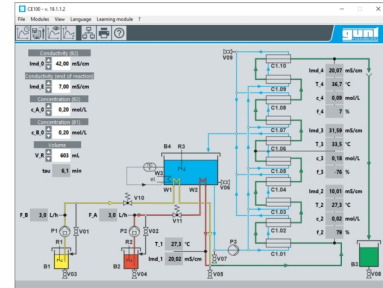 CE100 - v. 18.1.1.2
File Modules View Language Learning module ?
gunt
Conductivity (B2)
lmd_0 42,00 mS/cm
Conductivity (end of reaction)
lmd_E 7,00 mS/cm
Concentration (B2)
c_A_0 0,20 mol/L
Concentration (B1)
c_B_0 0,20 mol/L
Volume
V_R 603 mL
tau 6,1 min
B4 R3
W3
W1 W2
V06
V10
V11
F_B 3,0 L/h
F_A 3,0 L/h
P1 V01
P2 V02
R1
R2
B1
V03
B2
V04
T_1 27,3 °C
lmd_1 20,02 mS/cm
V07
V05
P3
V09
C1.10
C1.09
C1.08
C1.07
C1.06
C1.05
C1.04
C1.03
C1.02
C1.01
lmd_4 20,07 mS/cm
T_4 36,7 °C
c_4 0,09 mol/L
f_4 7 %
lmd_3 31,59 mS/cm
T_3 33,5 °C
c_3 0,18 mol/L
f_3 -76 %
lmd_2 10,01 mS/cm
T_2 27,3 °C
c_2 0,02 mol/L
f_2 78 %
B3
V08